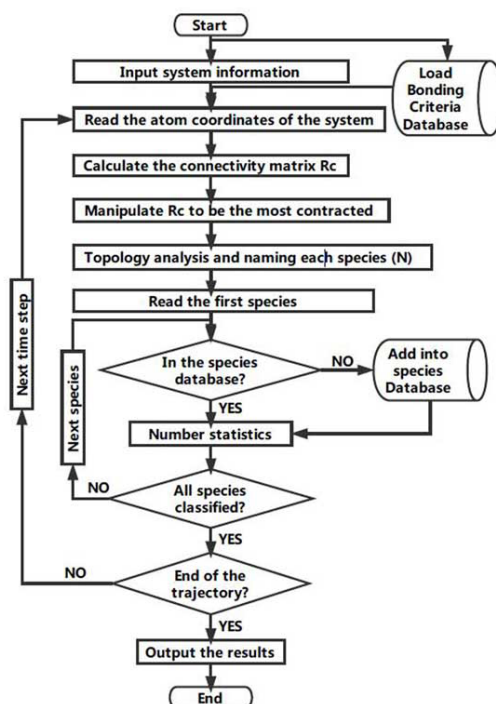 Start
Input system information
Load
Bonding
Criteria
Database
Read the atom coordinates of the system
Calculate the connectivity matrix Rc
Manipulate Rc to be the most contracted
Topology analysis and naming each species (N)
Read the first species
Next time step
Next species
In the species
database?
NO
Add into
species
Database
YES
Number statistics
All species
classified?
NO
YES
End of the
trajectory?
NO
YES
Output the results
End